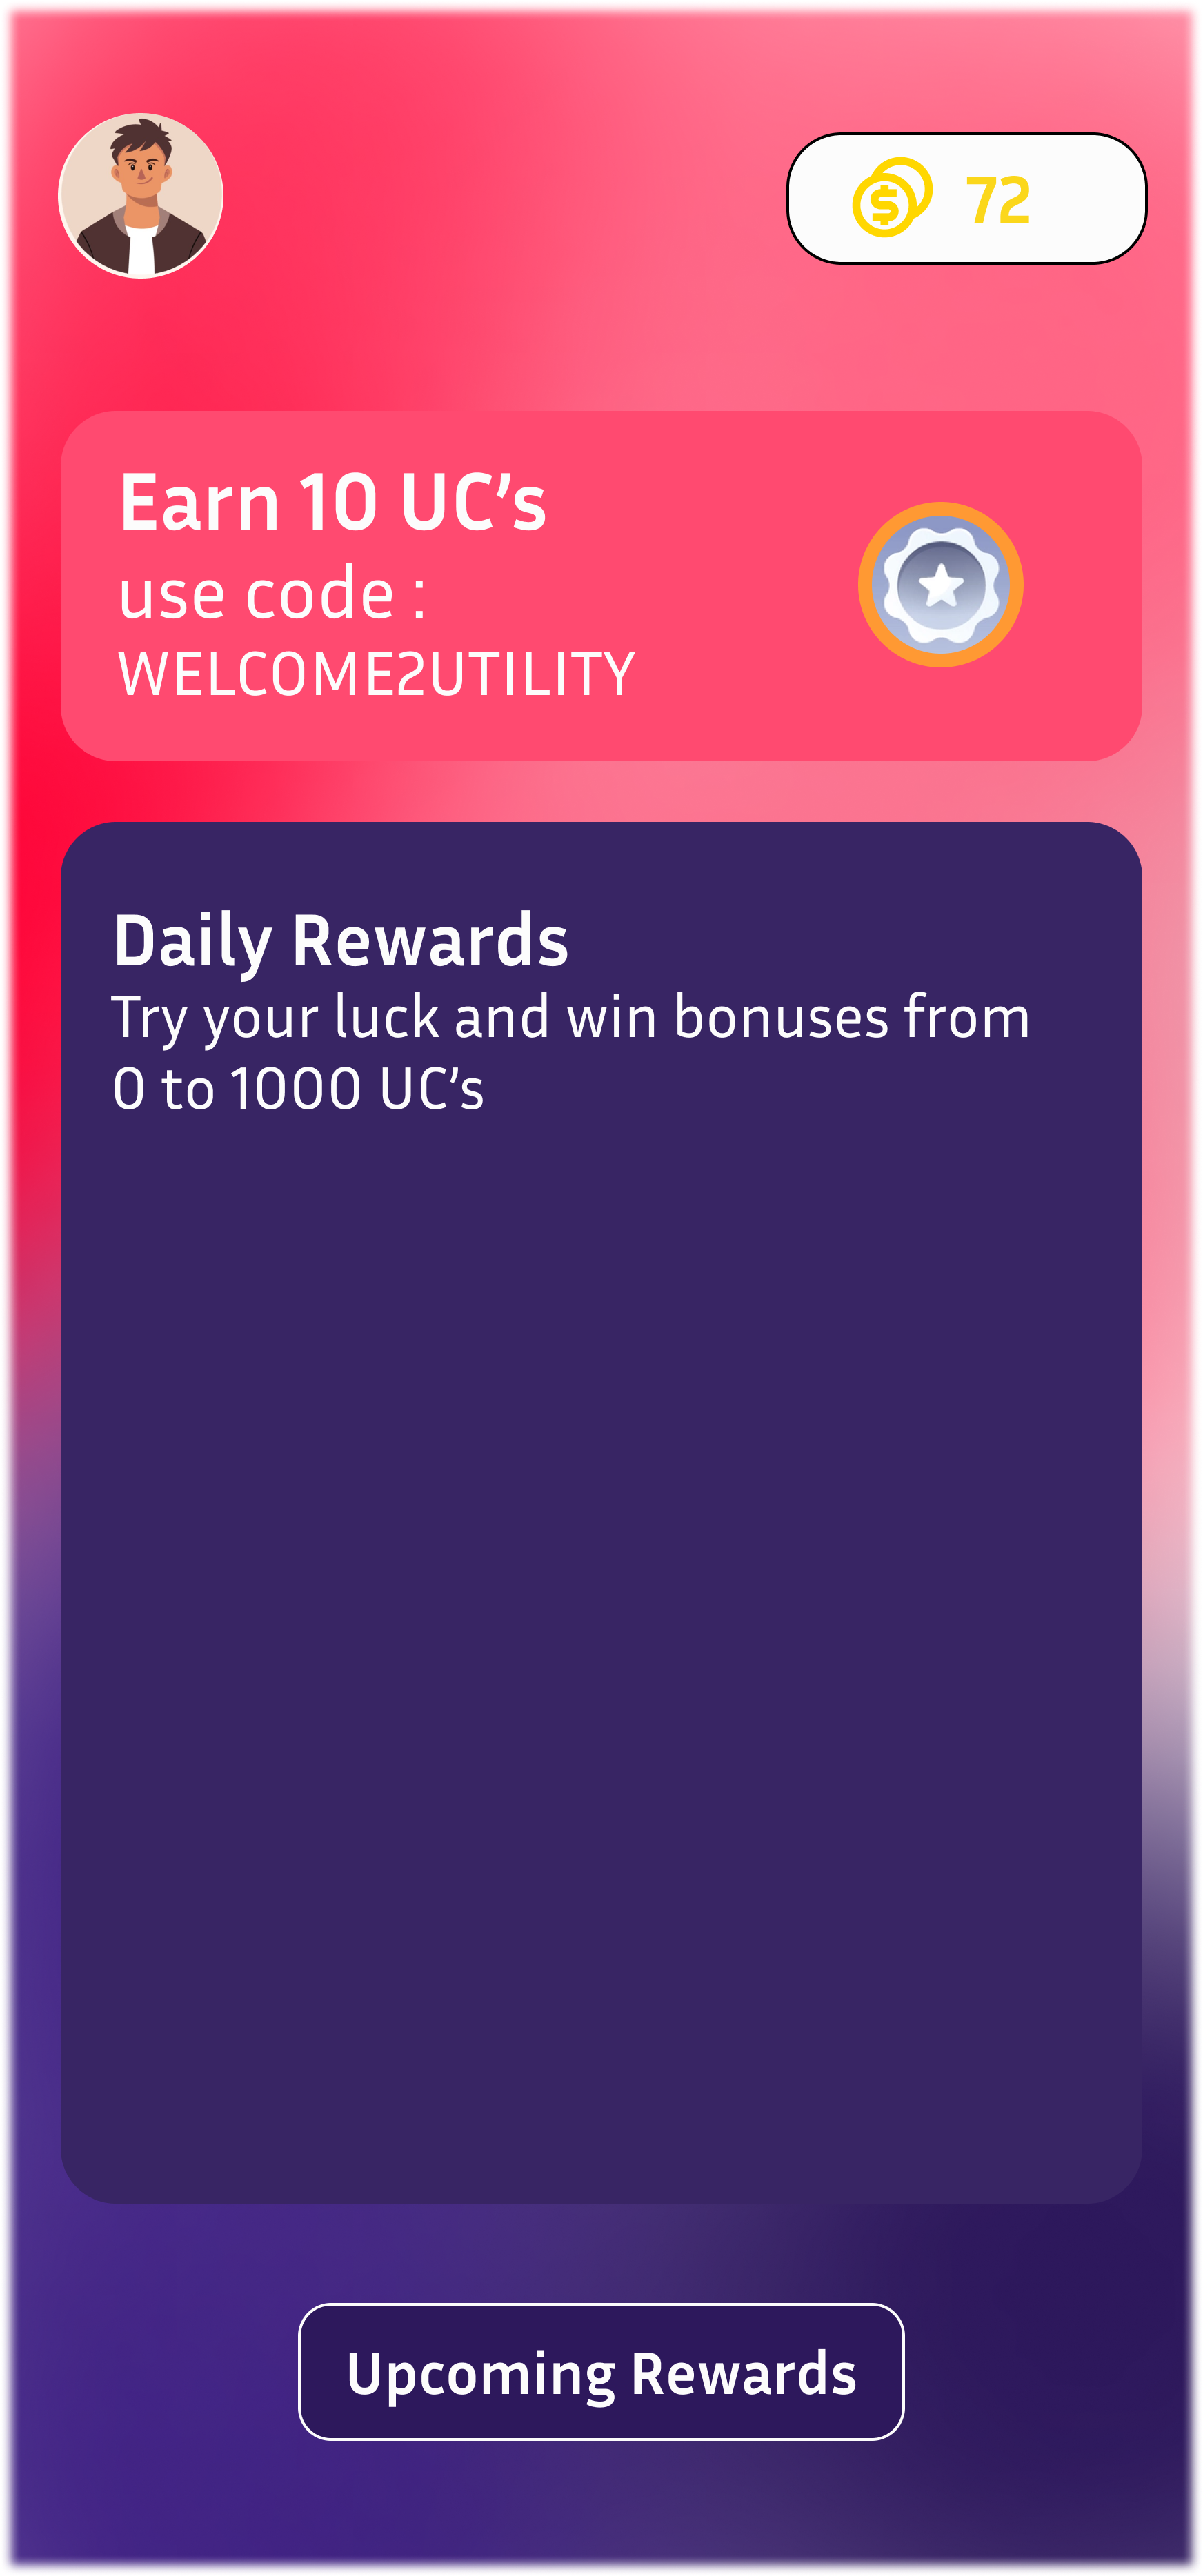 72
Earn 10 UC’s
use code :
WELCOME2UTILITY
Daily Rewards
Try your luck and win bonuses from
0 to 1000 UC’s
Upcoming Rewards